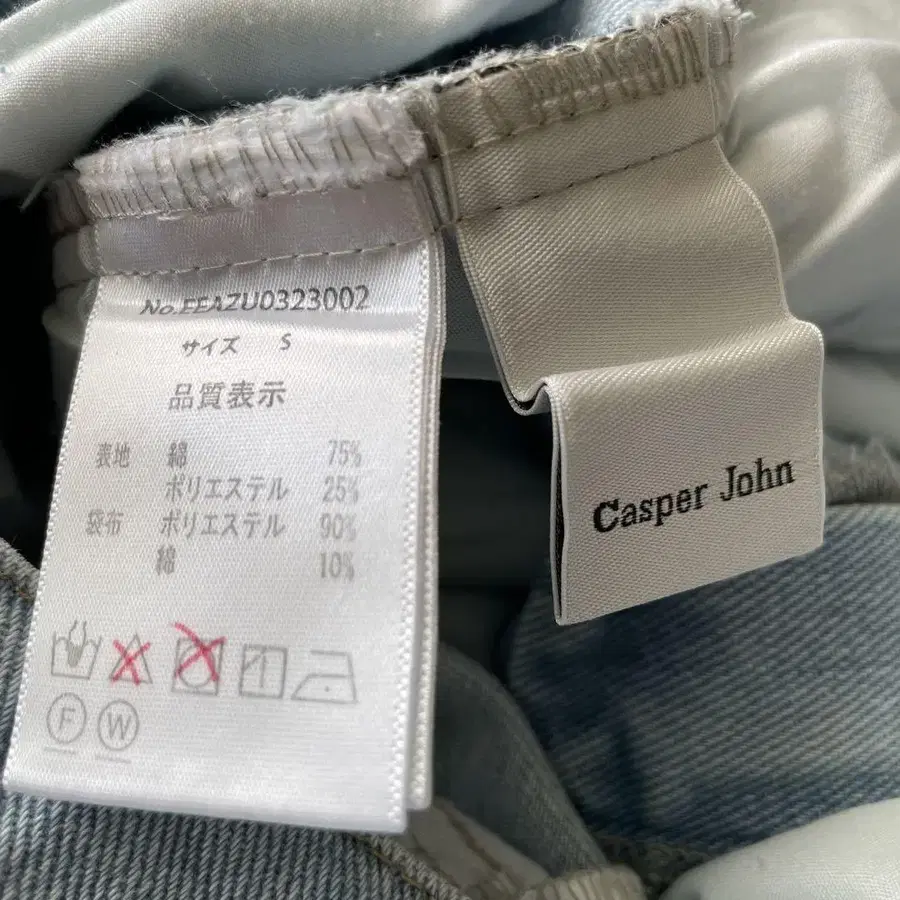 No.EEAZU0323002
サイズ S
品質表示
表地 綿 75%
ポリエステル 25%
袋布 ポリエステル 90%
綿 10%
F W
Casper John